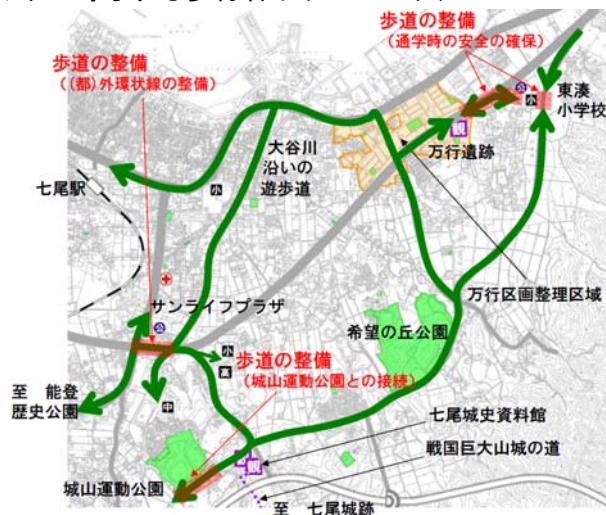 歩道の整備
(通学時の安全の確保)
歩道の整備
((都)外環状線の整備)
公
小
東湊
小学校
大谷川
沿いの
遊歩道
観
万行遺跡
七尾駅
小
万行区画整理区域
サンライフプラザ
公
希望の丘公園
小
高
歩道の整備
(城山運動公園との接続)
至 能登
歴史公園
中
七尾城史資料館
観
戦国巨大山城の道
城山運動公園
至 七尾城跡